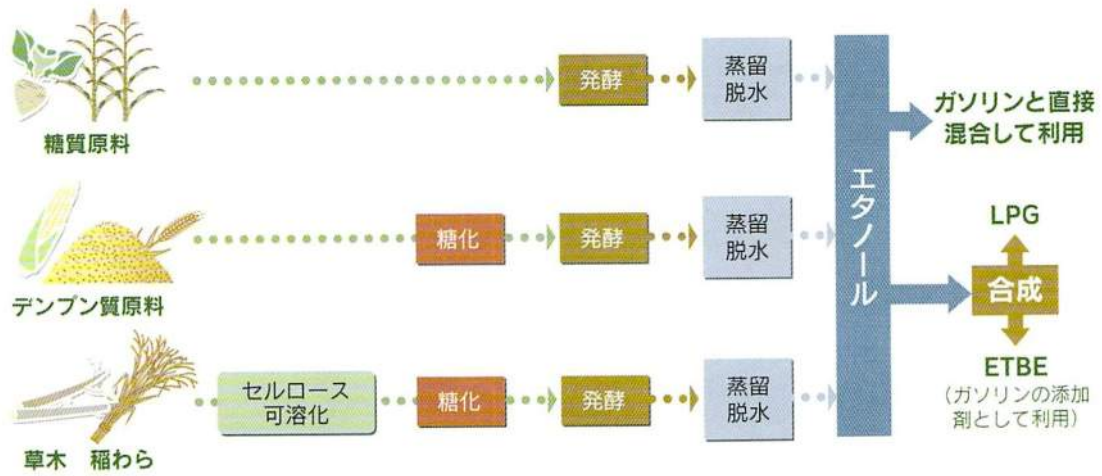 糖質原料
発酵
蒸留
脱水
デンプン質原料
糖化
発酵
蒸留
脱水
草木 稲わら
セルロース
可溶化
糖化
発酵
蒸留
脱水
エタノール
ガソリンと直接
混合して利用
LPG
合成
ETBE
(ガソリンの添加
剤として利用)